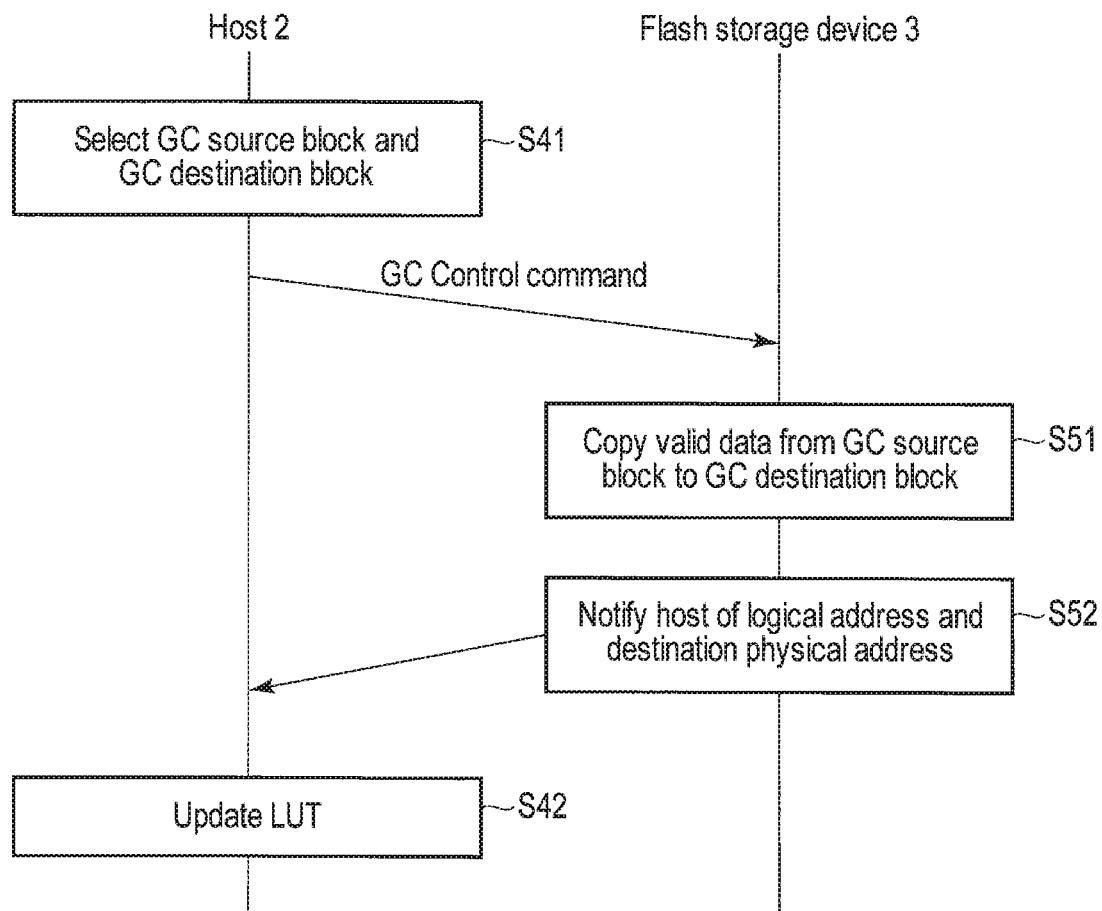 Host 2
Flash storage device 3
Select GC source block and
GC destination block
S41
GC Control command
Copy valid data from GC source
block to GC destination block
S51
Notify host of logical address and
destination physical address
S52
Update LUT
S42